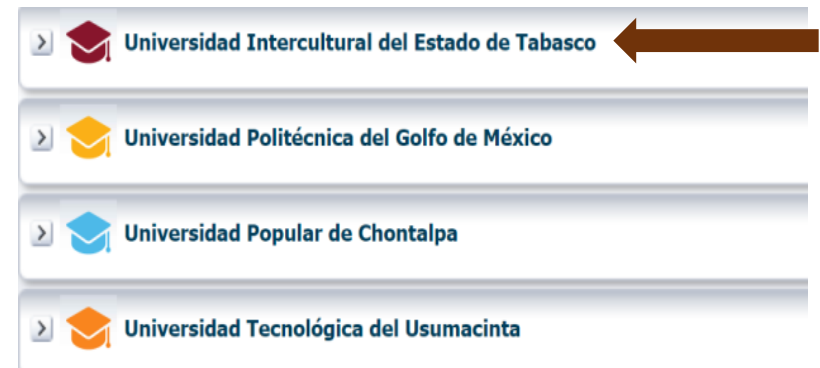 Universidad Intercultural del Estado de Tabasco
Universidad Politécnica del Golfo de México
Universidad Popular de Chontalpa
Universidad Tecnológica del Usumacinta